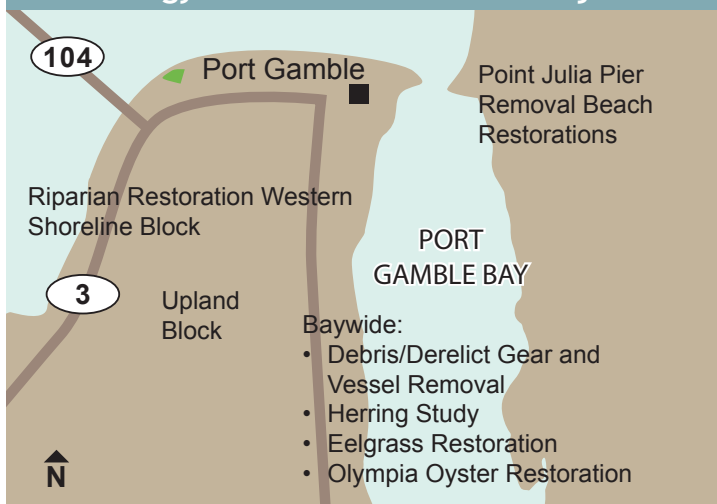 104
Port Gamble
Point Julia Pier
Removal Beach
Restorations
Riparian Restoration Western
Shoreline Block
PORT
GAMBLE BAY
3
Upland
Block
Baywide:
• Debris/Derelict Gear and
Vessel Removal
• Herring Study
• Eelgrass Restoration
• Olympia Oyster Restoration
N